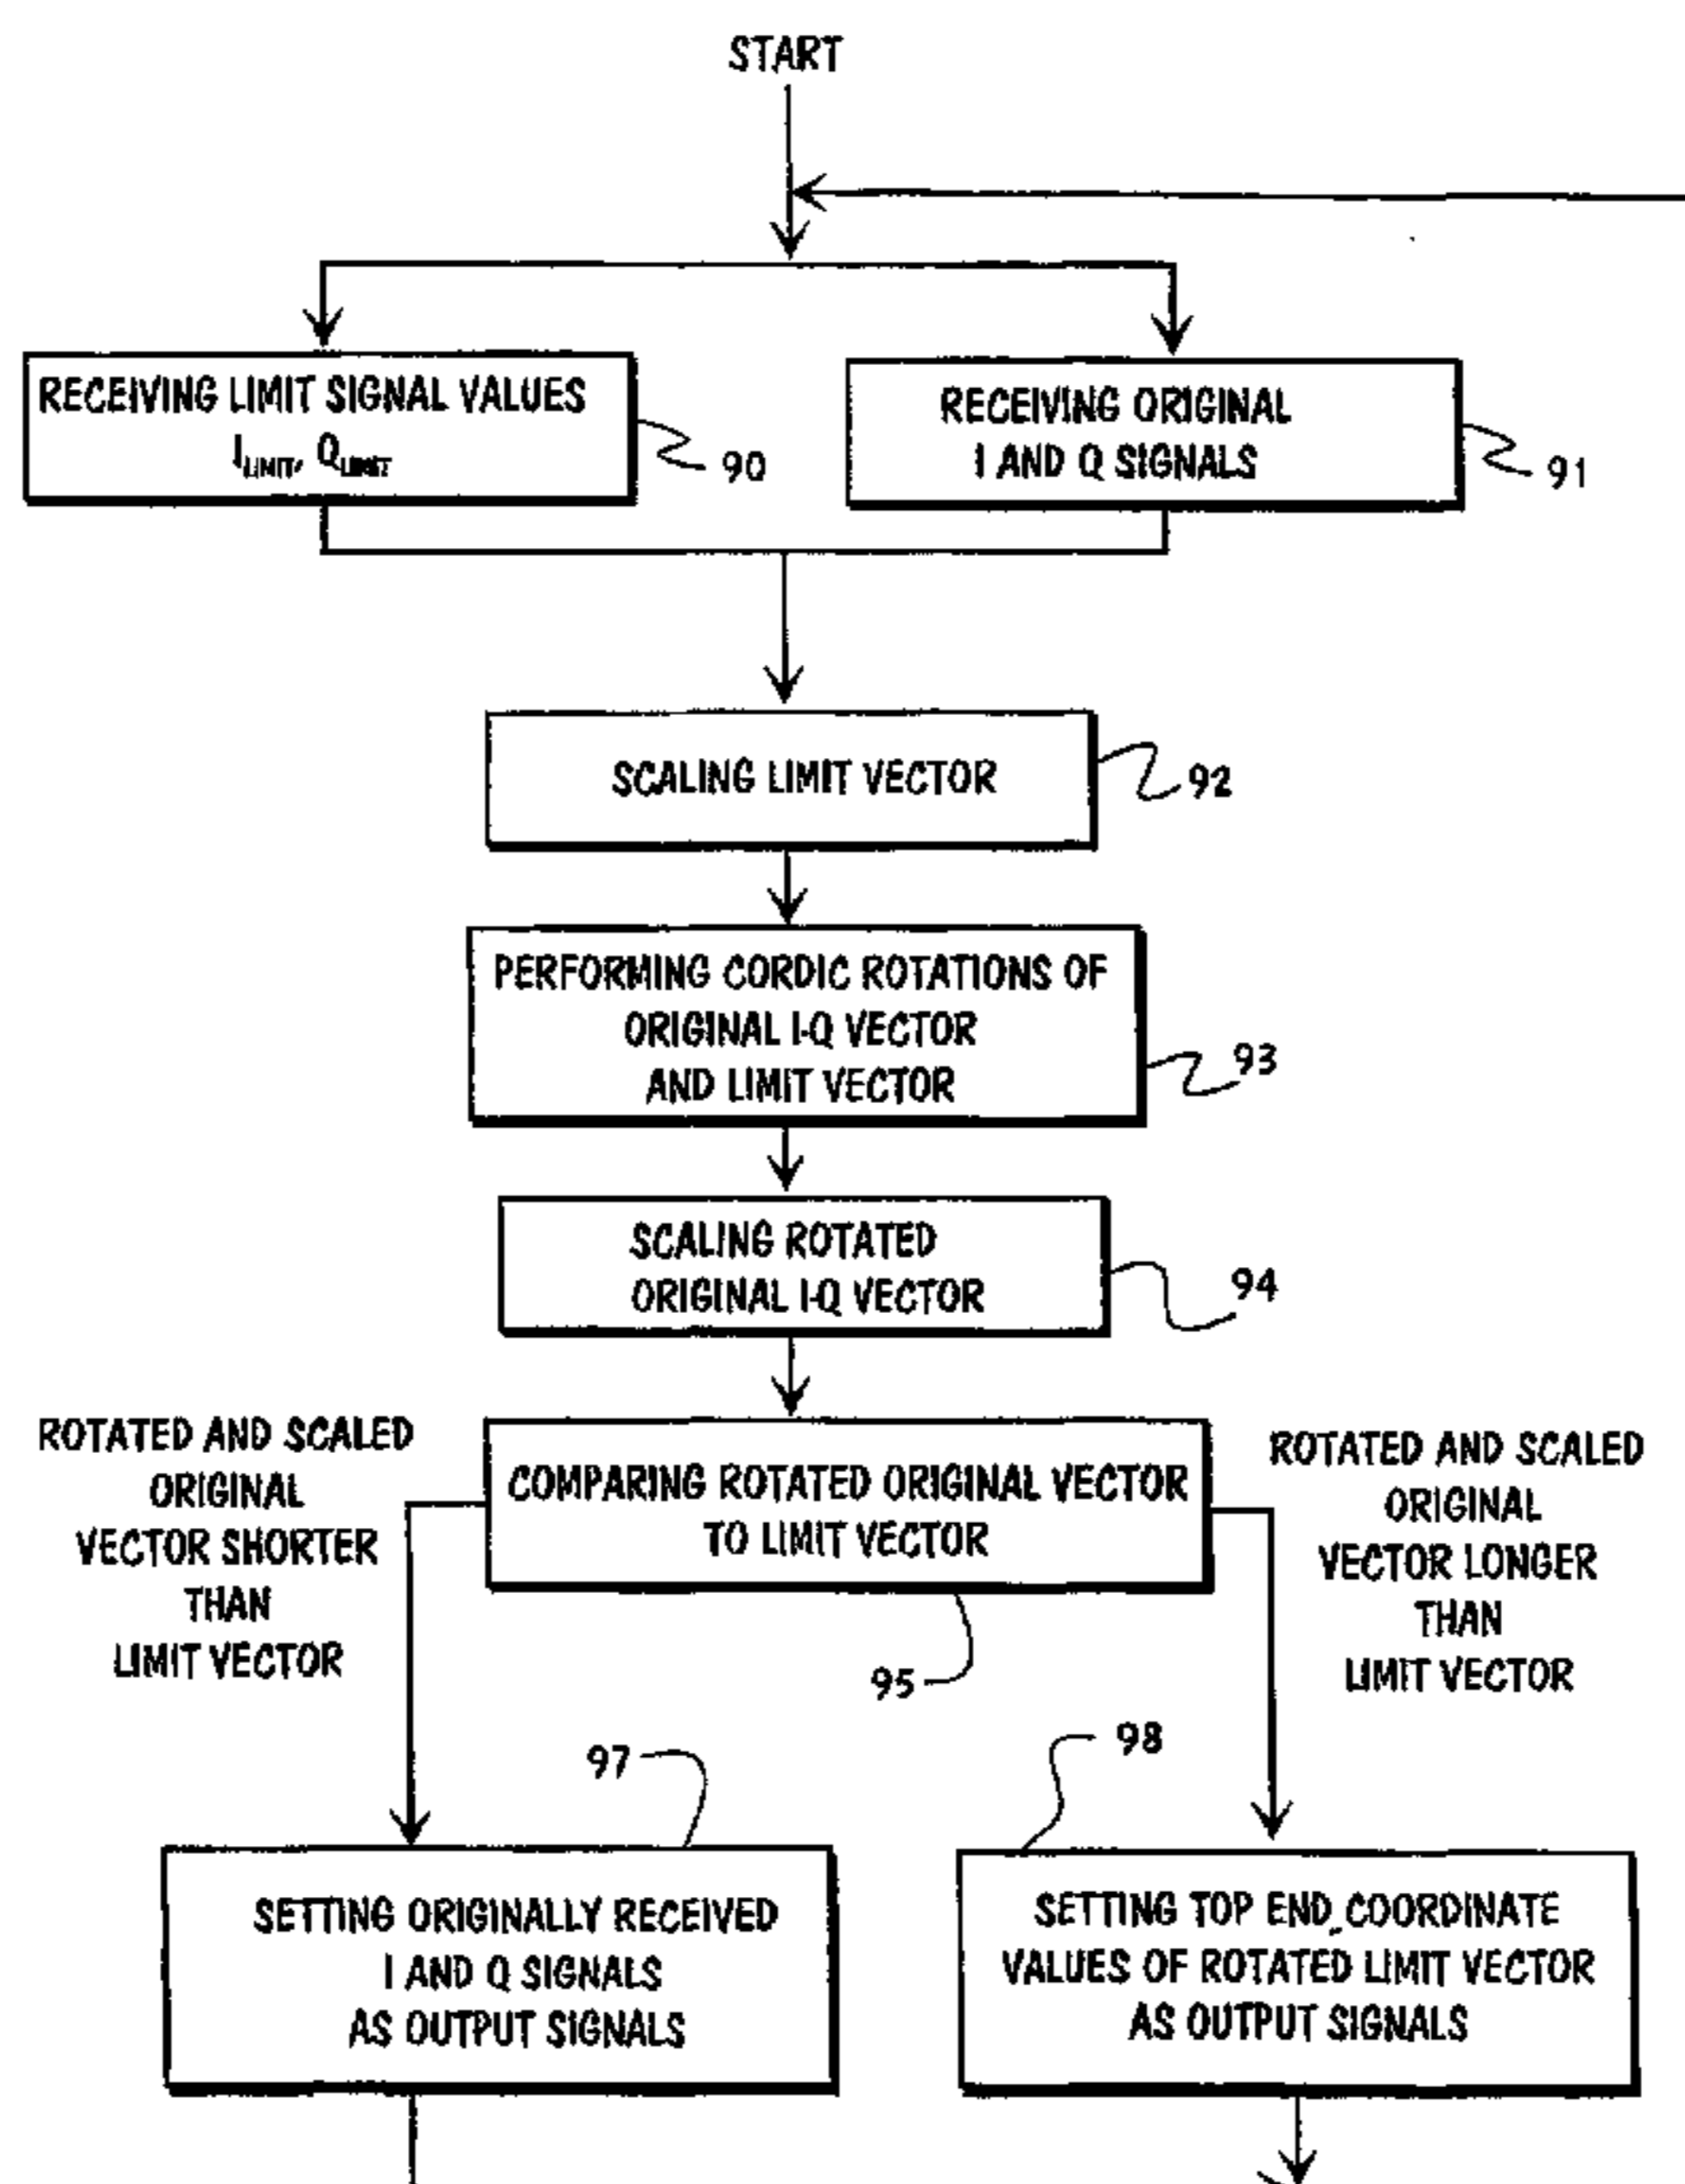 START
RECEIVING LIMIT SIGNAL VALUES
I_LIMIT, Q_LIMIT
90
RECEIVING ORIGINAL
I AND Q SIGNALS
91
SCALING LIMIT VECTOR
92
PERFORMING CORDIC ROTATIONS OF
ORIGINAL I-Q VECTOR
AND LIMIT VECTOR
93
SCALING ROTATED
ORIGINAL I-Q VECTOR
94
ROTATED AND SCALED
ORIGINAL
VECTOR SHORTER
THAN
LIMIT VECTOR
COMPARING ROTATED ORIGINAL VECTOR
TO LIMIT VECTOR
95
ROTATED AND SCALED
ORIGINAL
VECTOR LONGER
THAN
LIMIT VECTOR
97
SETTING ORIGINALLY RECEIVED
I AND Q SIGNALS
AS OUTPUT SIGNALS
98
SETTING TOP END COORDINATE
VALUES OF ROTATED LIMIT VECTOR
AS OUTPUT SIGNALS